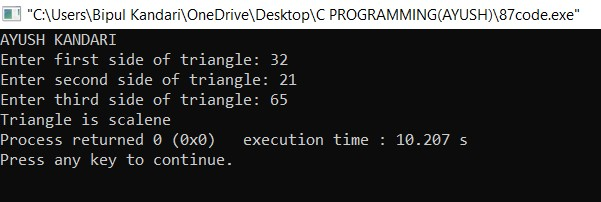 "C:\Users\Bipul Kandari\OneDrive\Desktop\C PROGRAMMING(AYUSH)\87code.exe"
AYUSH KANDARI
Enter first side of triangle: 32
Enter second side of triangle: 21
Enter third side of triangle: 65
Triangle is scalene
Process returned 0 (0x0)   execution time : 10.207 s
Press any key to continue.